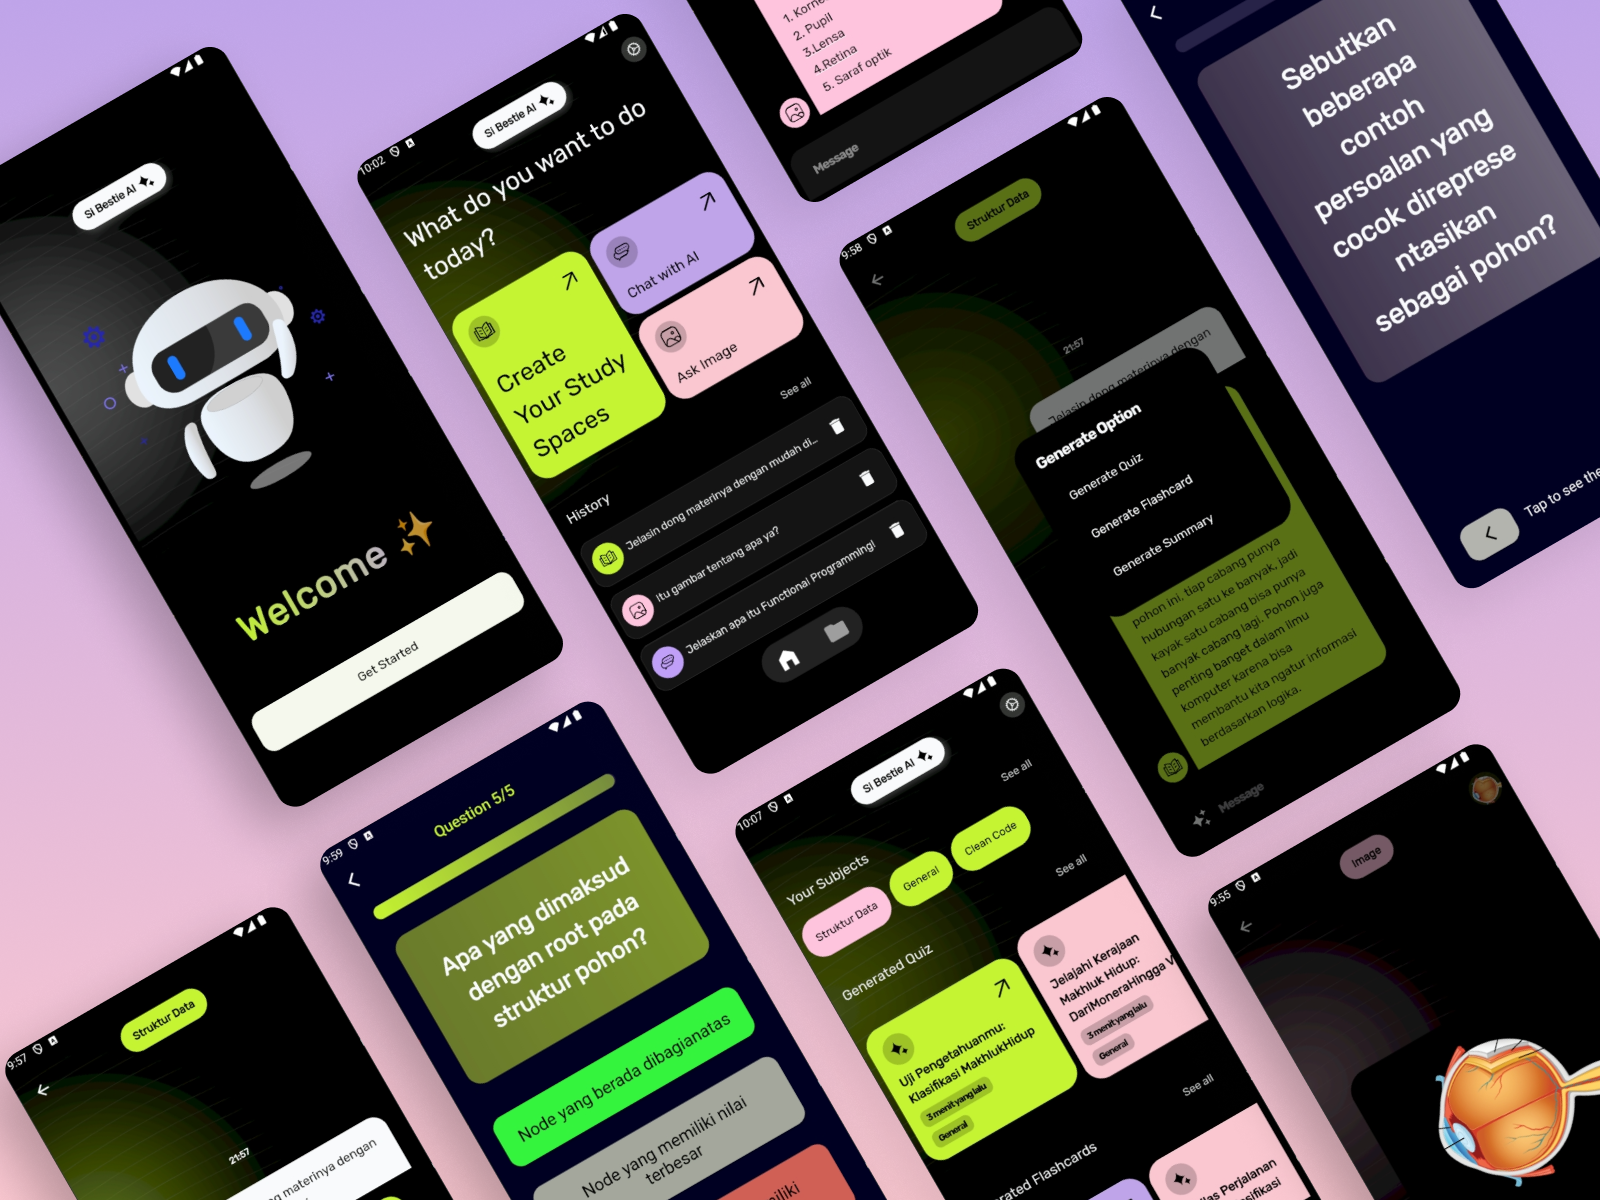 Si Bestie AI
Welcome
Get Started
10:02
Si Bestie AI
What do you want to do
today?
Create
Your Study
Spaces
Chat with AI
Ask Image
See all
History
Jelasin dong materinya dengan mudah di...
Itu gambar tentang apa ya?
Jelaskan apa itu Functional Programming!
2. Pupil
3.Lensa
4.Retina
5. Saraf optik
Message
9:58
Struktur Data
21:57
Jelasin dong materinya dengan
Generate Option
Generate Quiz
Generate Flashcard
Generate Summary
pohon ini, tiap cabang punya
hubungan satu ke banyak, jadi
kayak satu cabang bisa punya
banyak cabang lagi. Pohon juga
penting banget dalam ilmu
komputer karena bisa
membantu kita ngatur informasi
berdasarkan logika.
Message
Sebutkan
beberapa
contoh
persoalan yang
cocok direprese
ntasikan
sebagai pohon?
Tap to see the
9:57
Struktur Data
21:57
materinya dengan
9:59
Question 5/5
Apa yang dimaksud
dengan root pada
struktur pohon?
Node yang berada dibagianatas
Node yang memiliki nilai
terbesar
10:07
Si Bestie AI
See all
Your Subjects
Struktur Data
General
Clean Code
See all
Generated Quiz
Uji Pengetahuanmu:
Klasifikasi MakhlukHidup
3 menit yang lalu
General
Jelajahi Kerajaan
Makhluk Hidup:
DariMoneraHingga V
3 menit yang lalu
General
See all
Flashcards
Perjalanan
9:55
Image